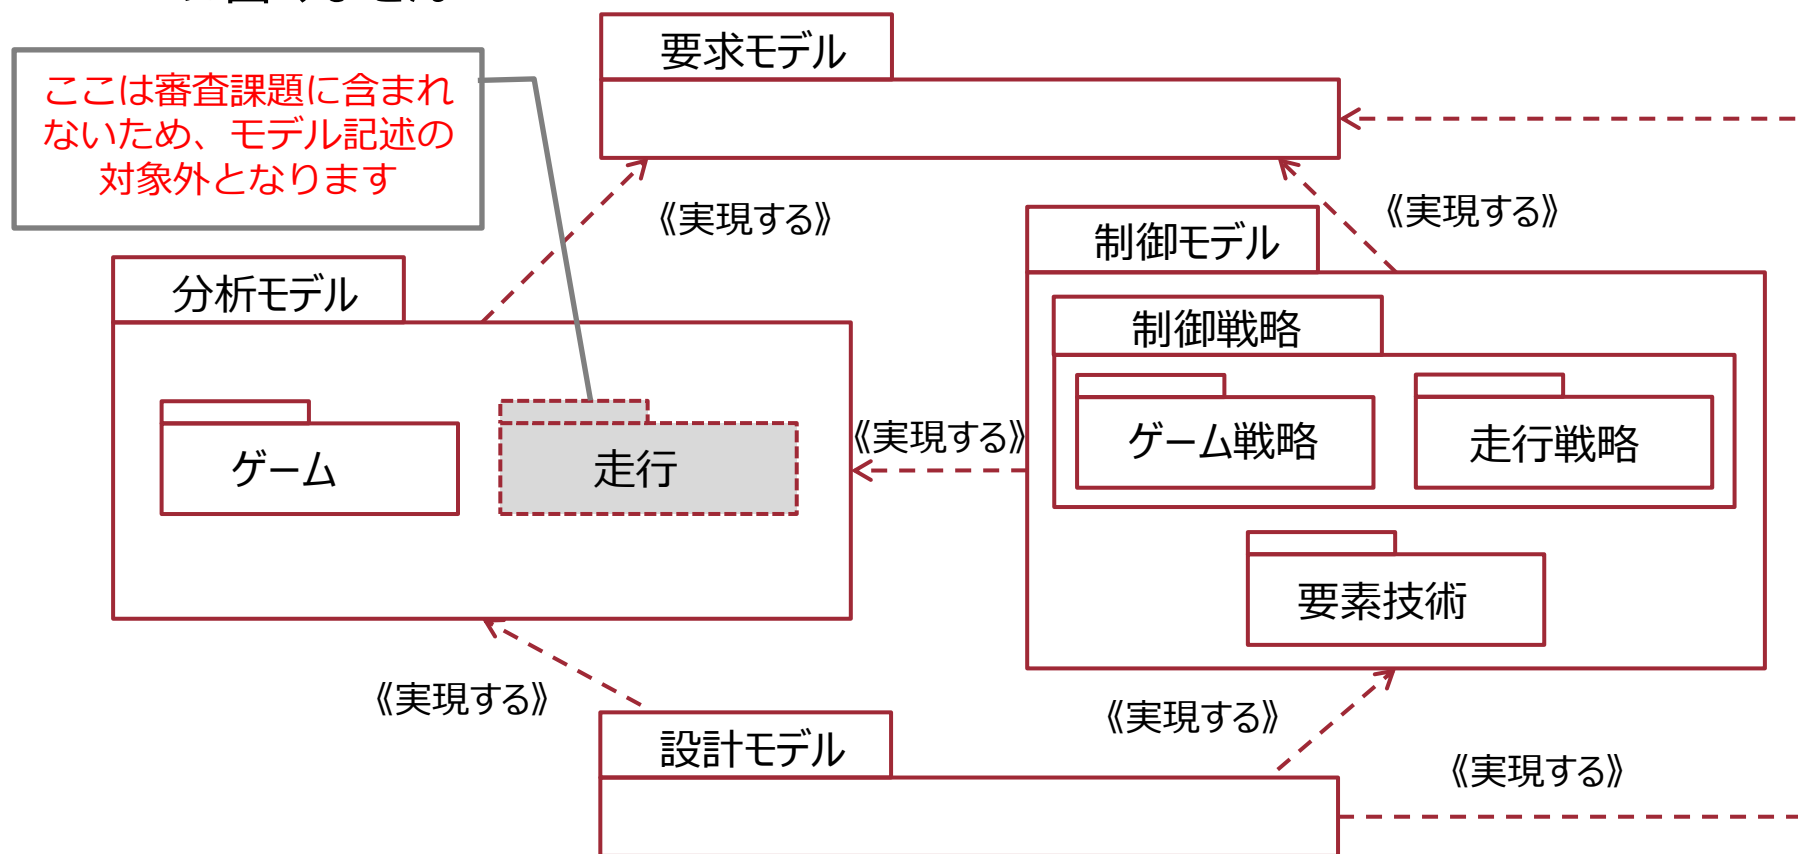 要求モデル
ここは審査課題に含まれ
ないため、モデル記述の
対象外となります
《実現する》
《実現する》
制御モデル
分析モデル
制御戦略
ゲーム
走行
《実現する》
ゲーム戦略
走行戦略
要素技術
《実現する》
《実現する》
設計モデル
《実現する》